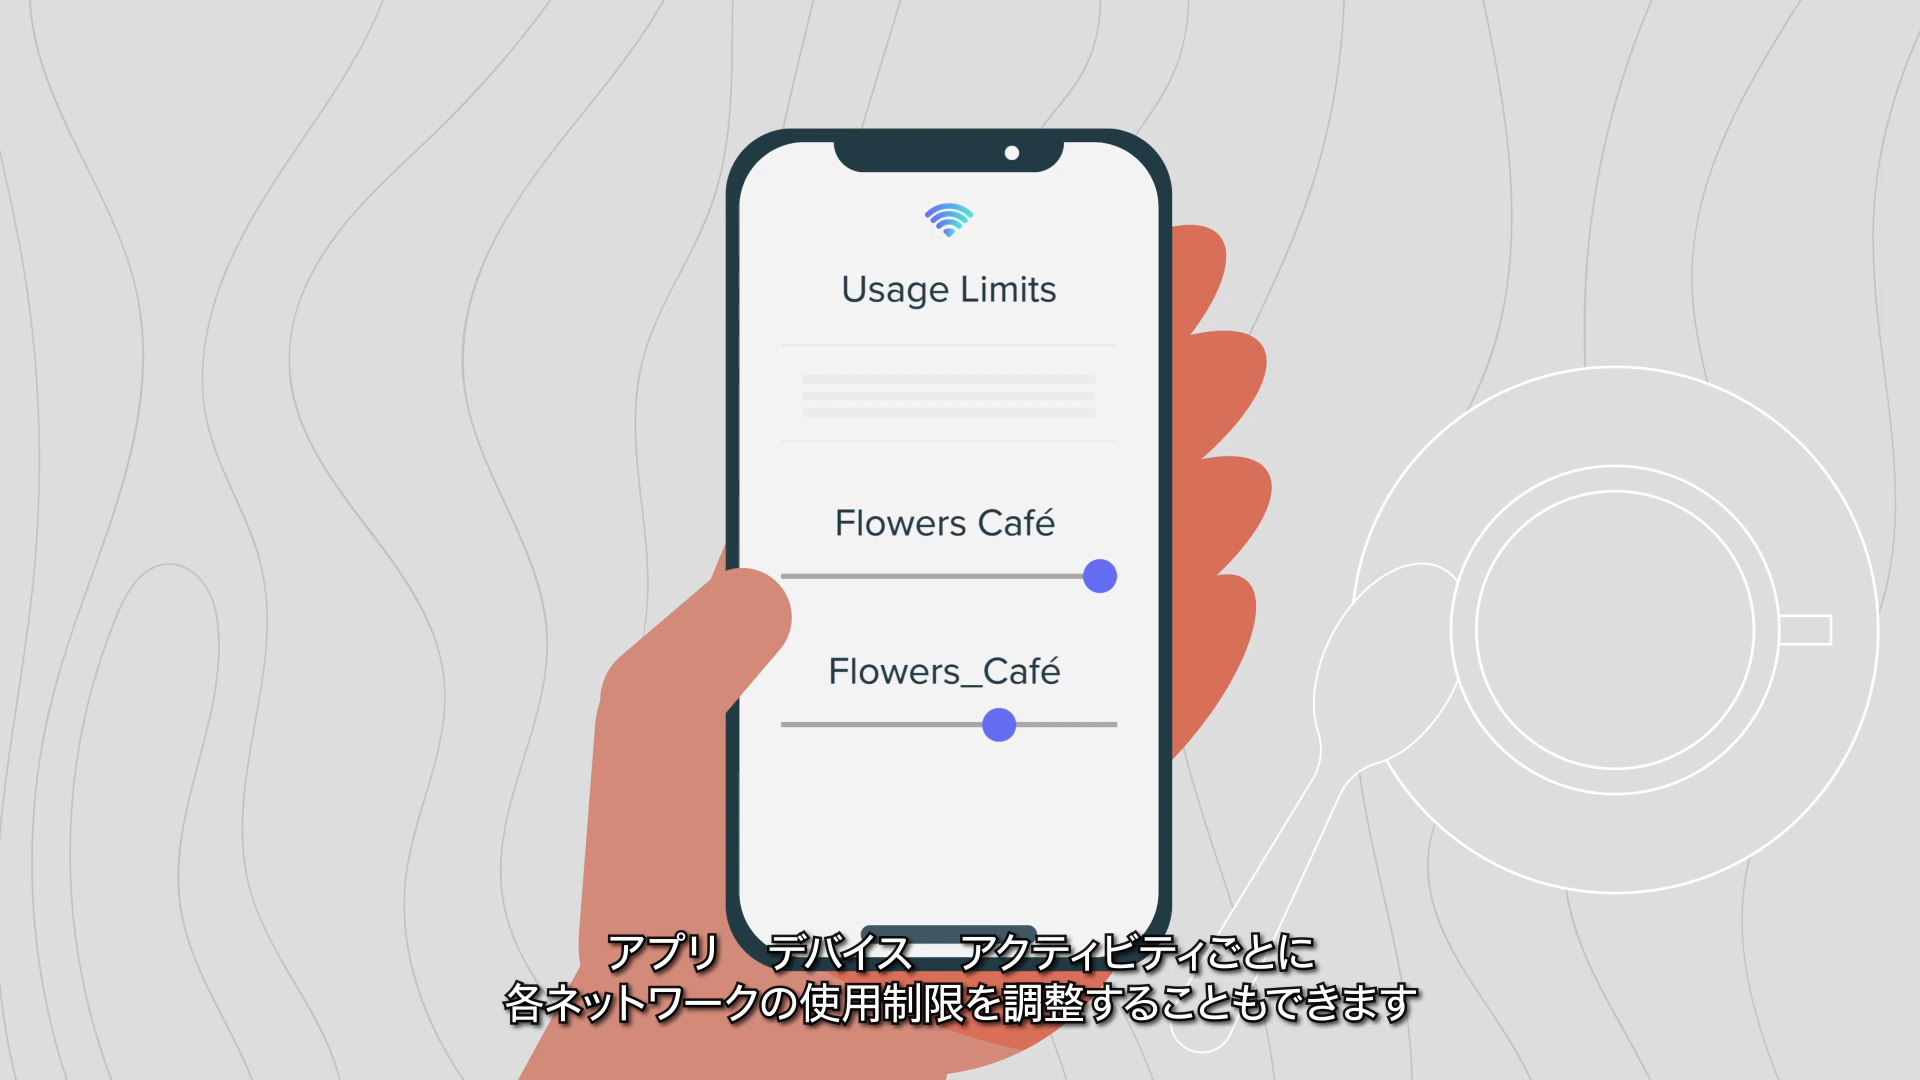 Usage Limits
Flowers Café
Flowers_Café
アプリ　デバイス　アクティビティごとに
各ネットワークの使用制限を調整することもできます